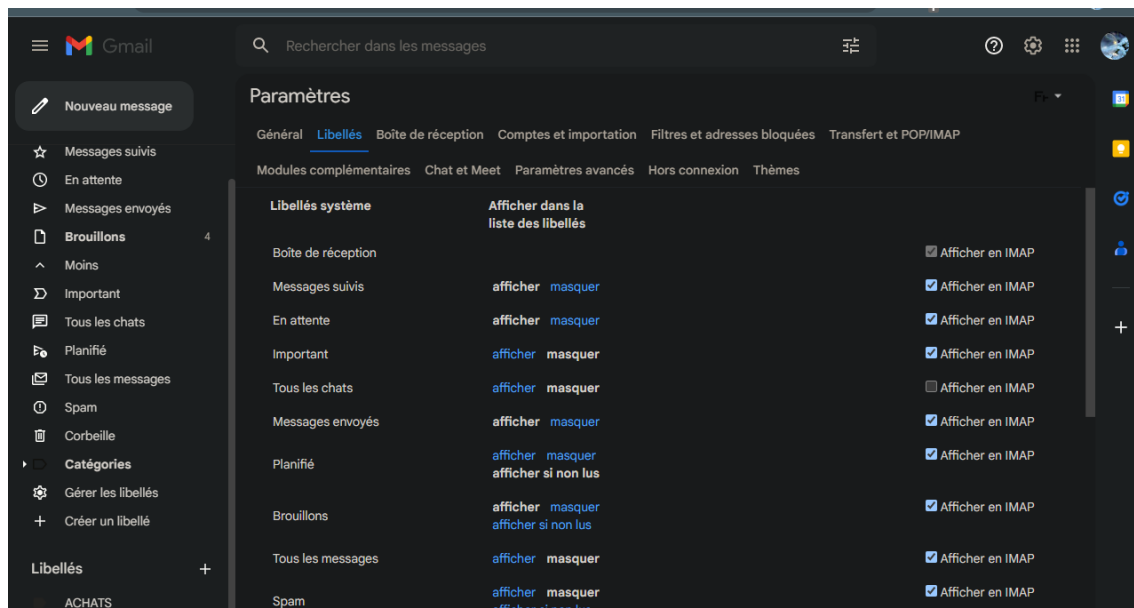 Gmail
Rechercher dans les messages
Nouveau message
Messages suivis
En attente
Messages envoyés
Brouillons 4
Moins
Important
Tous les chats
Planifié
Tous les messages
Spam
Corbeille
Catégories
Gérer les libellés
Créer un libellé
Libellés
ACHATS
Paramètres
Fr
Général Libellés Boîte de réception Comptes et importation Filtres et adresses bloquées Transfert et POP/IMAP
Modules complémentaires Chat et Meet Paramètres avancés Hors connexion Thèmes
Libellés système
Afficher dans la
liste des libellés
Boîte de réception Afficher en IMAP
Messages suivis afficher masquer Afficher en IMAP
En attente afficher masquer Afficher en IMAP
Important afficher masquer Afficher en IMAP
Tous les chats afficher masquer Afficher en IMAP
Messages envoyés afficher masquer Afficher en IMAP
Planifié afficher masquer Afficher en IMAP
afficher si non lus
Brouillons afficher masquer Afficher en IMAP
afficher si non lus
Tous les messages afficher masquer Afficher en IMAP
Spam afficher masquer Afficher en IMAP
afficher si non lus
31